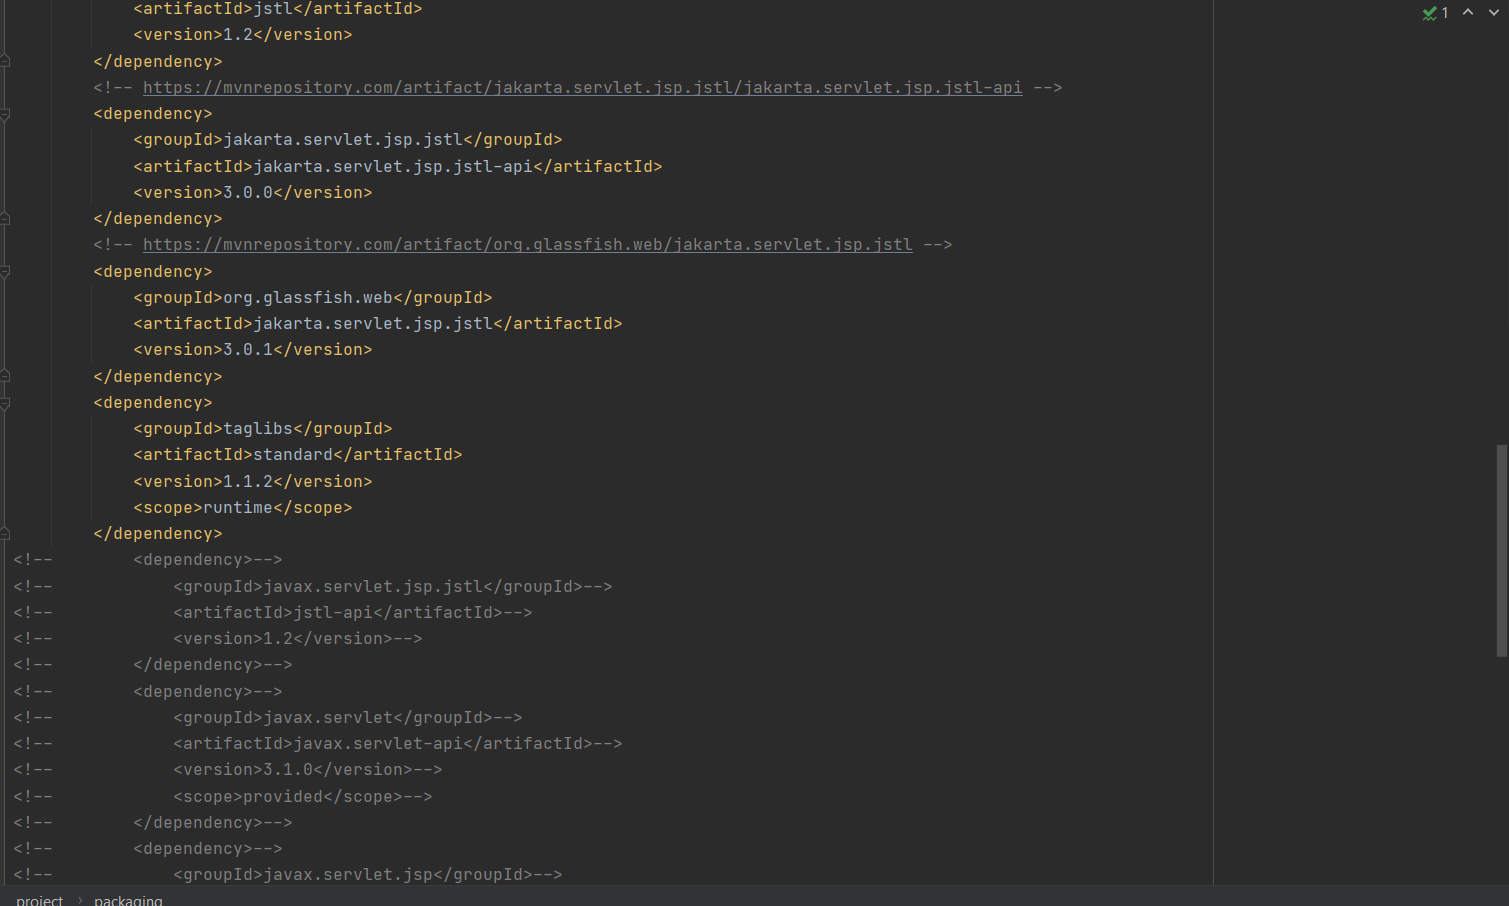 <artifactId>jstl</artifactId>
1
<version>1.2</version>
</dependency>
<!-- https://mvnrepository.com/artifact/jakarta.servlet.jsp.jstl/jakarta.servlet.jsp.jstl-api -->
<dependency>
<groupId>jakarta.servlet.jsp.jstl</groupId>
<artifactId>jakarta.servlet.jsp.jstl-api</artifactId>
<version>3.0.0</version>
</dependency>
<!-- https://mvnrepository.com/artifact/org.glassfish.web/jakarta.servlet.jsp.jstl -->
<dependency>
<groupId>org.glassfish.web</groupId>
<artifactId>jakarta.servlet.jsp.jstl</artifactId>
<version>3.0.1</version>
</dependency>
<dependency>
<groupId>taglibs</groupId>
<artifactId>standard</artifactId>
<version>1.1.2</version>
<scope>runtime</scope>
</dependency>
<!-- <dependency>-->
<!-- <groupId>javax.servlet.jsp.jstl</groupId>-->
<!-- <artifactId>jstl-api</artifactId>-->
<!-- <version>1.2</version>-->
<!-- </dependency>-->
<!-- <dependency>-->
<!-- <groupId>javax.servlet</groupId>-->
<!-- <artifactId>javax.servlet-api</artifactId>-->
<!-- <version>3.1.0</version>-->
<!-- <scope>provided</scope>-->
<!-- </dependency>-->
<!-- <dependency>-->
<!-- <groupId>javax.servlet.jsp</groupId>-->
project › packaging